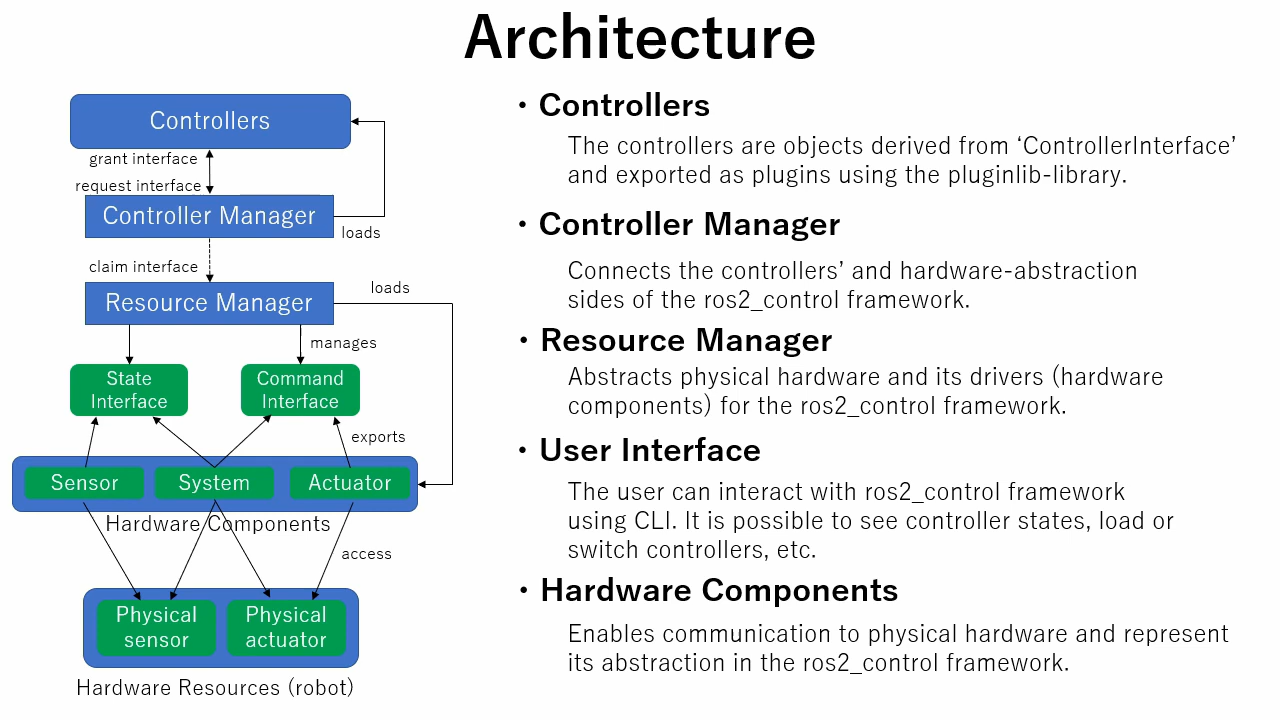 Architecture
Controllers
grant interface
request interface
Controller Manager
loads
claim interface
loads
Resource Manager
manages
State
Interface
Command
Interface
exports
Sensor
System
Actuator
Hardware Components
access
Physical
sensor
Physical
actuator
Hardware Resources (robot)
・Controllers
The controllers are objects derived from ‘ControllerInterface’
and exported as plugins using the pluginlib-library.
・Controller Manager
Connects the controllers’ and hardware-abstraction
sides of the ros2_control framework.
・Resource Manager
Abstracts physical hardware and its drivers (hardware
components) for the ros2_control framework.
・User Interface
The user can interact with ros2_control framework
using CLI. It is possible to see controller states, load or
switch controllers, etc.
・Hardware Components
Enables communication to physical hardware and represent
its abstraction in the ros2_control framework.